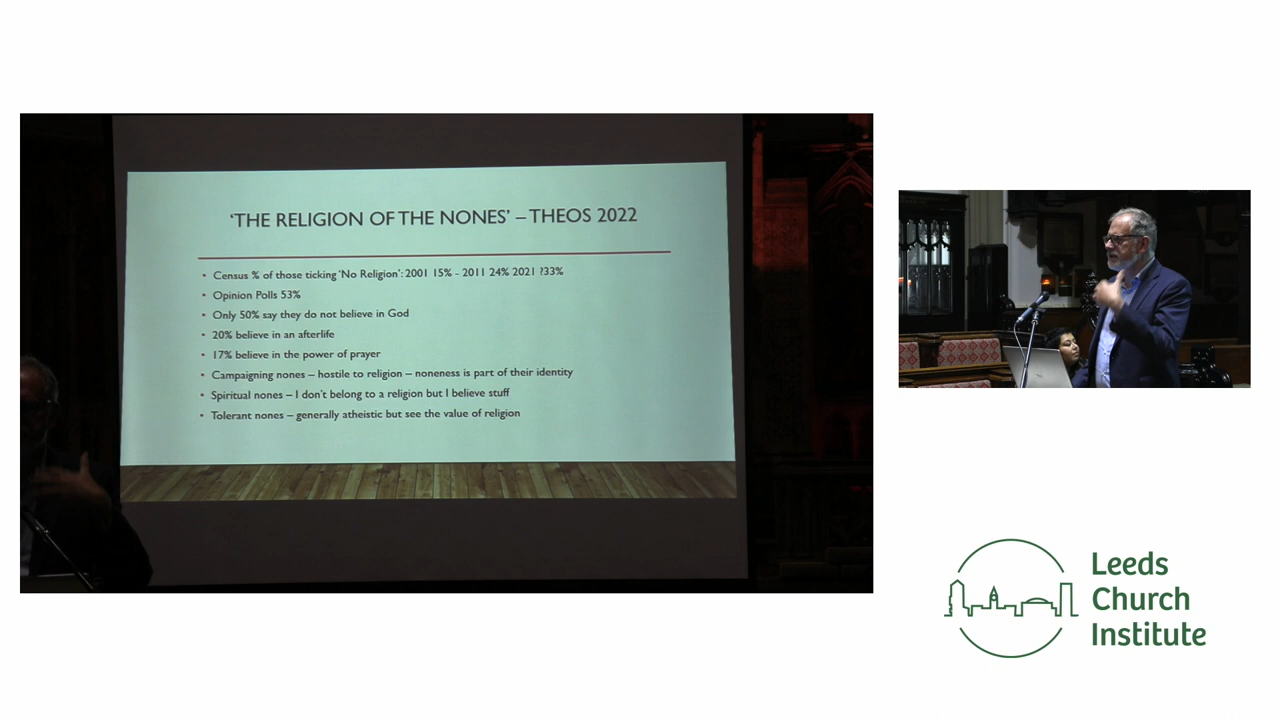 ‘THE RELIGION OF THE NONES’ – THEOS 2022
• Census % of those ticking ‘No Religion’: 2001 15% - 2011 24% 2021 ?33%
• Opinion Polls 53%
• Only 50% say they do not believe in God
• 20% believe in an afterlife
• 17% believe in the power of prayer
• Campaigning nones – hostile to religion – noneness is part of their identity
• Spiritual nones – I don’t belong to a religion but I believe stuff
• Tolerant nones – generally atheistic but see the value of religion
Leeds
Church
Institute